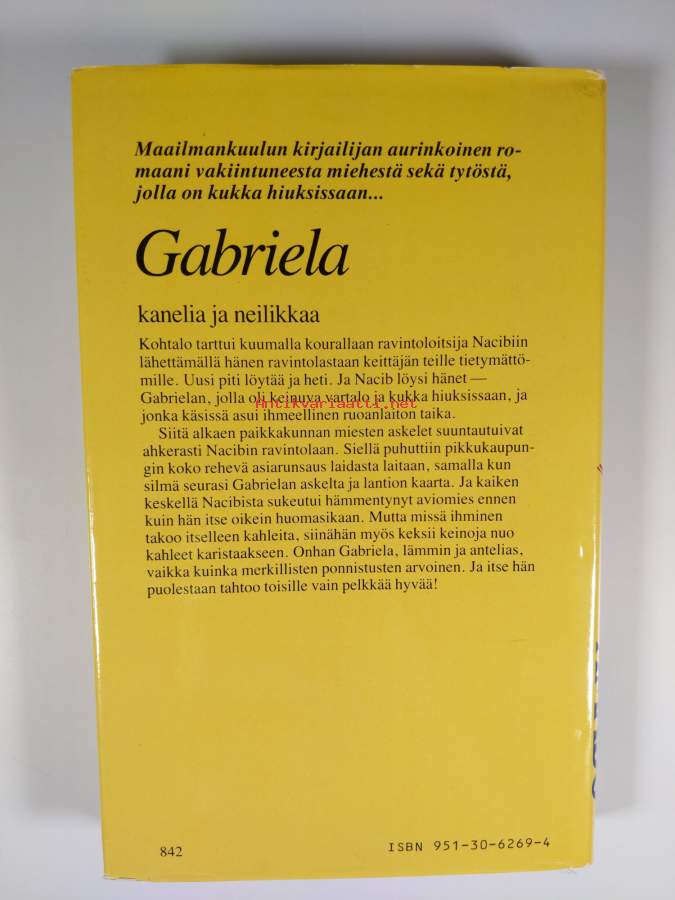 Maailmankuulun kirjailijan aurinkoinen ro-
maani vakiintuneesta miehestä sekä tytöstä,
jolla on kukka hiuksissaan...
Gabriela
kanelia ja neilikkaa
Kohtalo tarttui kuumalla kourallaan ravintoloitsija Nacibiin
lähettämällä hänen ravintolastaan keittäjän teille tietymättö-
mille. Uusi piti löytää ja heti. Ja Nacib löysi hänet —
Gabrielan, jolla oli keinuva vartalo ja kukka hiuksissaan, ja
Antikvariaatti.net
jonka käsissä asui ihmeellinen ruoanlaiton taika.
Siitä alkaen paikkakunnan miesten askelet suuntautuivat
ahkerasti Nacibin ravintolaan. Siellä puhuttiin pikkukaupun-
gin koko rehevä asiarunsaus laidasta laitaan, samalla kun
silmä seurasi Gabrielan askelta ja lantion kaarta. Ja kaiken
keskellä Nacibista sukeutui hämmentynyt aviomies ennen
kuin hän itse oikein huomasikaan. Mutta missä ihminen
takoo itselleen kahleita, siinähän myös keksii keinoja nuo
kahleet karistaakseen. Onhan Gabriela, lämmin ja antelias,
vaikka kuinka merkillisten ponnistusten arvoinen. Ja itse hän
puolestaan tahtoo toisille vain pelkkää hyvää!
842
ISBN 951-30-6269-4